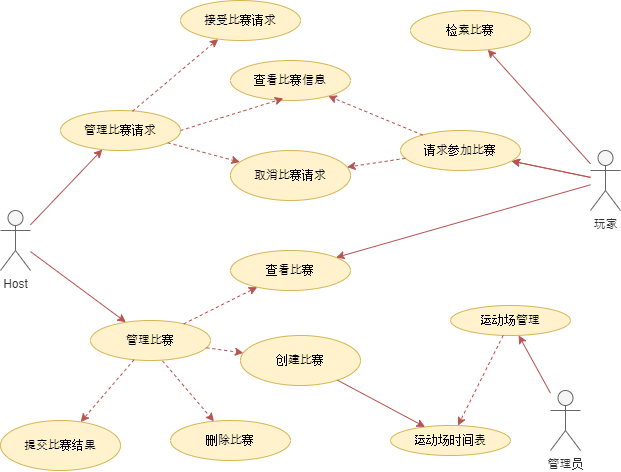 接受比赛请求
检索比赛
查看比赛信息
管理比赛请求
请求参加比赛
取消比赛请求
玩家
Host
查看比赛
运动场管理
管理比赛
创建比赛
提交比赛结果
删除比赛
运动场时间表
管理员